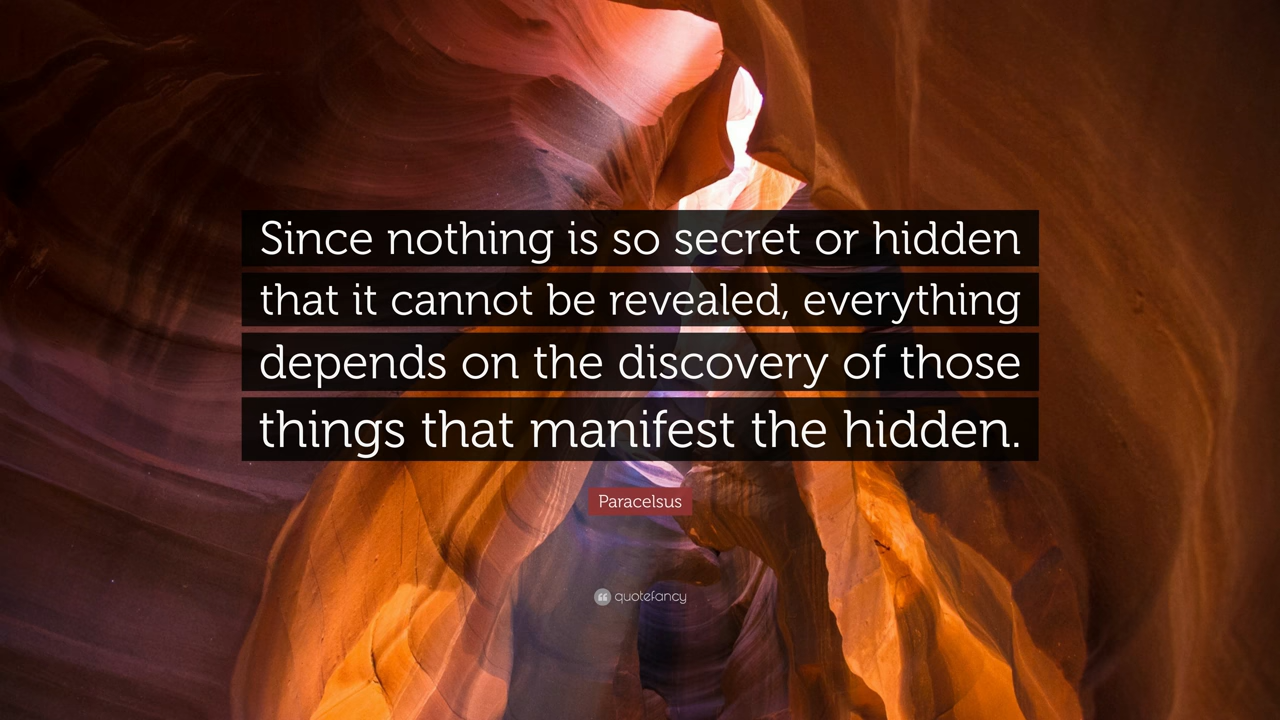 Since nothing is so secret or hidden
that it cannot be revealed, everything
depends on the discovery of those
things that manifest the hidden.
Paracelsus
quotefancy